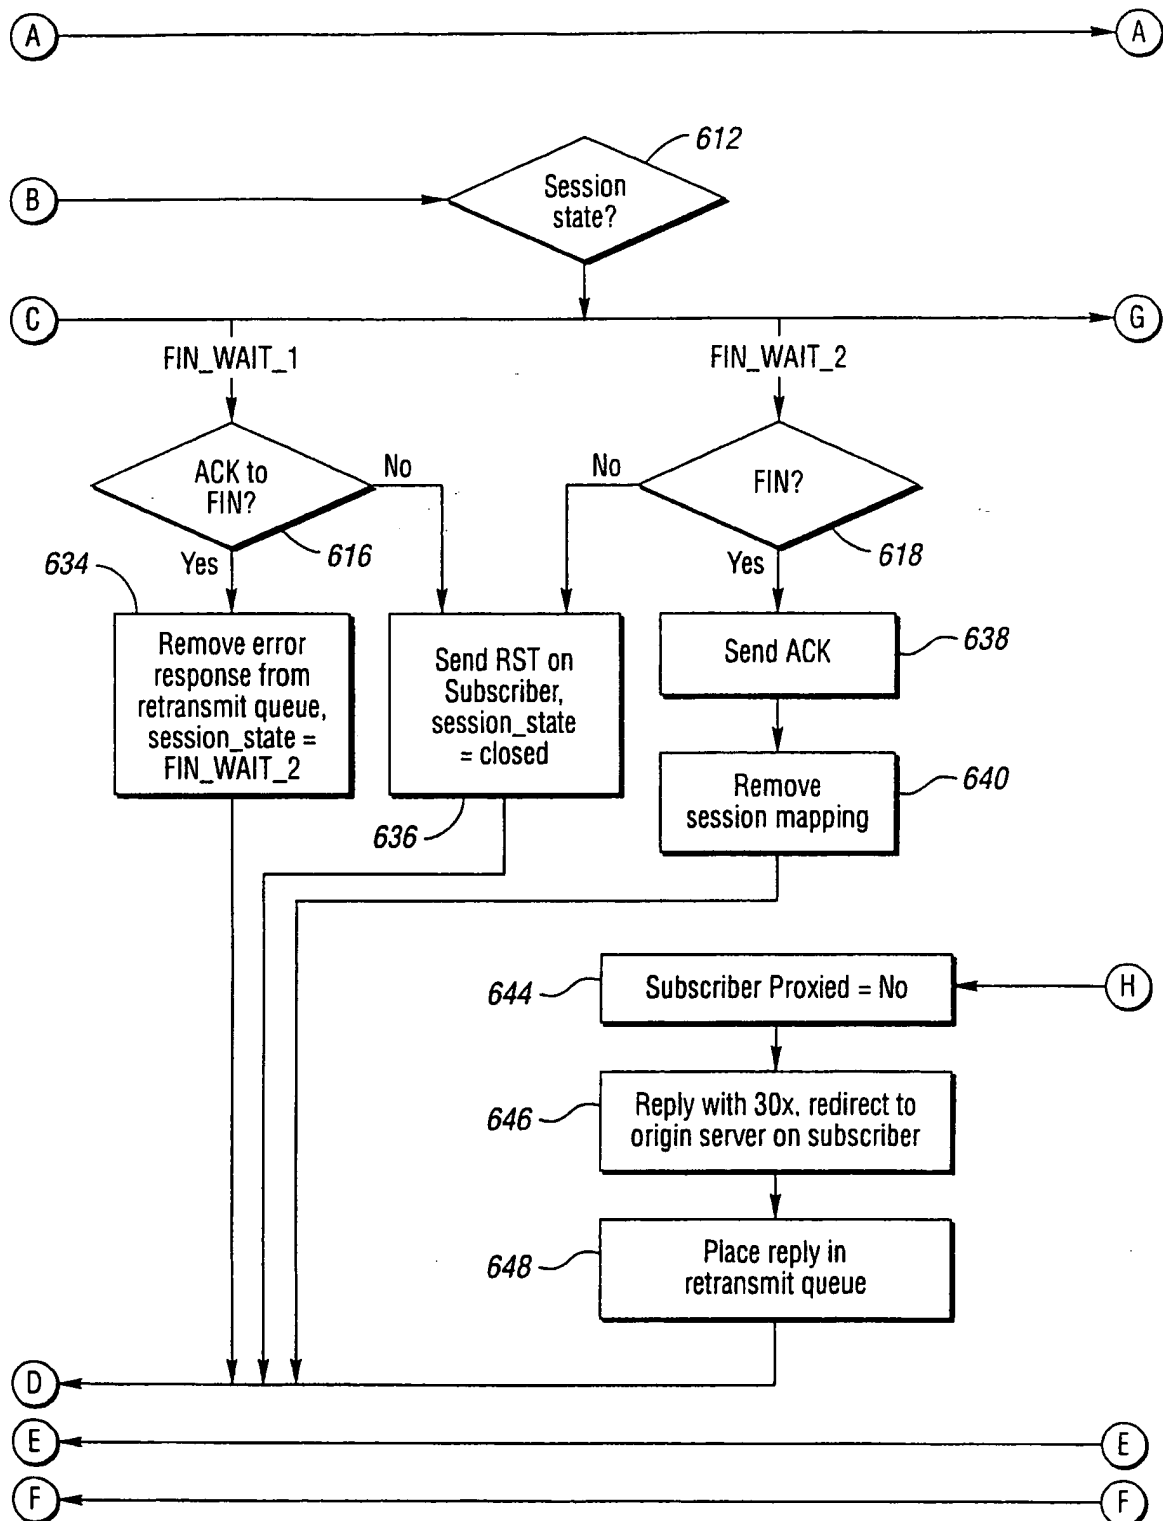 A
A
612
Session
state?
B
C
G
FIN_WAIT_1
FIN_WAIT_2
ACK to
FIN?
No
No
FIN?
616
618
Yes
Yes
634
Remove error
response from
retransmit queue,
session_state =
FIN_WAIT_2
Send RST on
Subscriber,
session_state
= closed
636
Send ACK
638
Remove
session mapping
640
644
Subscriber Proxied = No
H
646
Reply with 30x, redirect to
origin server on subscriber
648
Place reply in
retransmit queue
D
E
E
F
F